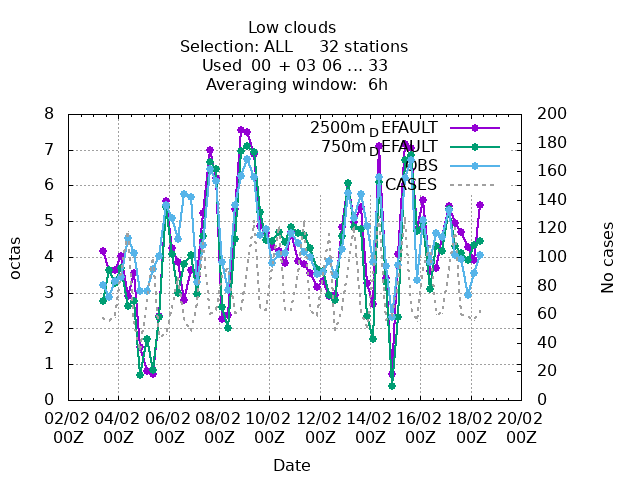 Low clouds
Selection: ALL 32 stations
Used 00 + 03 06 ... 33
Averaging window: 6h
8 200
7 180
6 160
5 140
4 120
3 100
2 80
1 60
0 40
20
0
2500m DEFAULT
750m DEFAULT
OBS
CASES
octas
No cases
02/02 04/02 06/02 08/02 10/02 12/02 14/02 16/02 18/02 20/02
00Z 00Z 00Z 00Z 00Z 00Z 00Z 00Z 00Z 00Z
Date